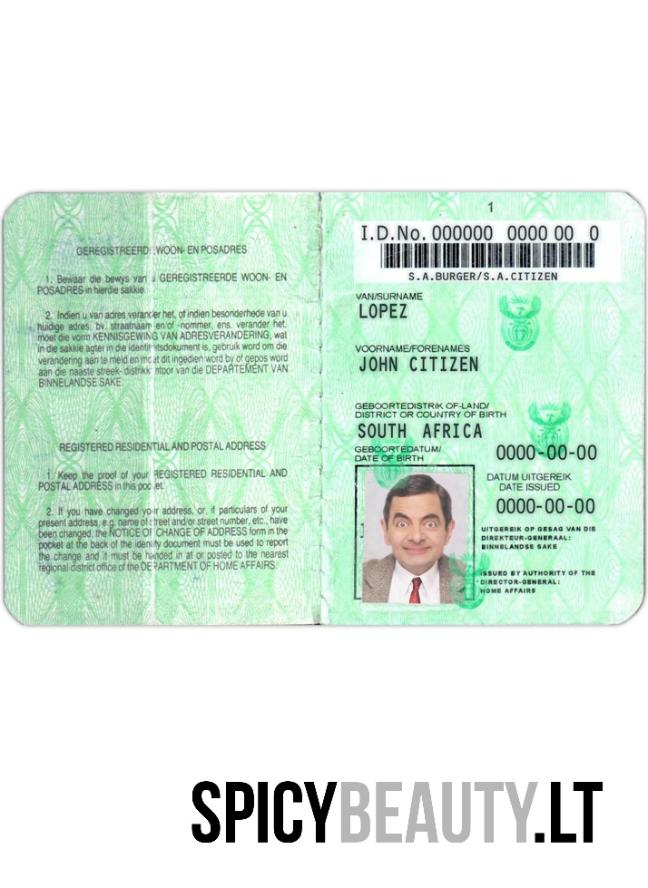 1
I.D.No. 000000 0000 00 0
S.A.BURGER/S.A.CITIZEN
VAN/SURNAME
LOPEZ
VOORNAME/FORENAMES
JOHN CITIZEN
GEBOORTEDISTRIK OF-LAND/
DISTRICT OR COUNTRY OF BIRTH
SOUTH AFRICA
GEBOORTEDATUM/
DATE OF BIRTH
0000-00-00
DATUM UITGEREIK
DATE ISSUED
0000-00-00
UITGEREIK OP GESAG VAN DIE
DIREKTEUR-GENERAAL:
BINNELANDSE SAKE
ISSUED BY AUTHORITY OF THE
DIRECTOR-GENERAL:
HOME AFFAIRS
GEREGISTREERDE WOON- EN POSADRES
1. Bewaar die bewys van GEREGISTREERDE WOON- EN
POSADRES in hierdie sakkie.
2. Indien u van adres verander het, of indien besonderhede van u
huidige adres, bv. straatnaam en/of -nommer, ens. verander het,
moet die vorm KENNISGEWING VAN ADRESVERANDERING, wat
in die sakkie agter in die identiteitsdokument is, gebruik word om die
verandering aan te meld en moet dit ingedien word by of gepos word
aan die naaste streek- distrikkantoor van die DEPARTEMENT VAN
BINNELANDSE SAKE.
REGISTERED RESIDENTIAL AND POSTAL ADDRESS
1. Keep the proof of your REGISTERED RESIDENTIAL AND
POSTAL ADDRESS in this pocket.
2. If you have changed your address, or, if particulars of your
present address, e.g. name of street and/or street number, etc., have
been changed, the NOTICE OF CHANGE OF ADDRESS form in the
pocket at the back of the identity document must be used to report
the change and it must be handed in at or posted to the nearest
regional district office of the DEPARTMENT OF HOME AFFAIRS.
SPICYBEAUTY.LT